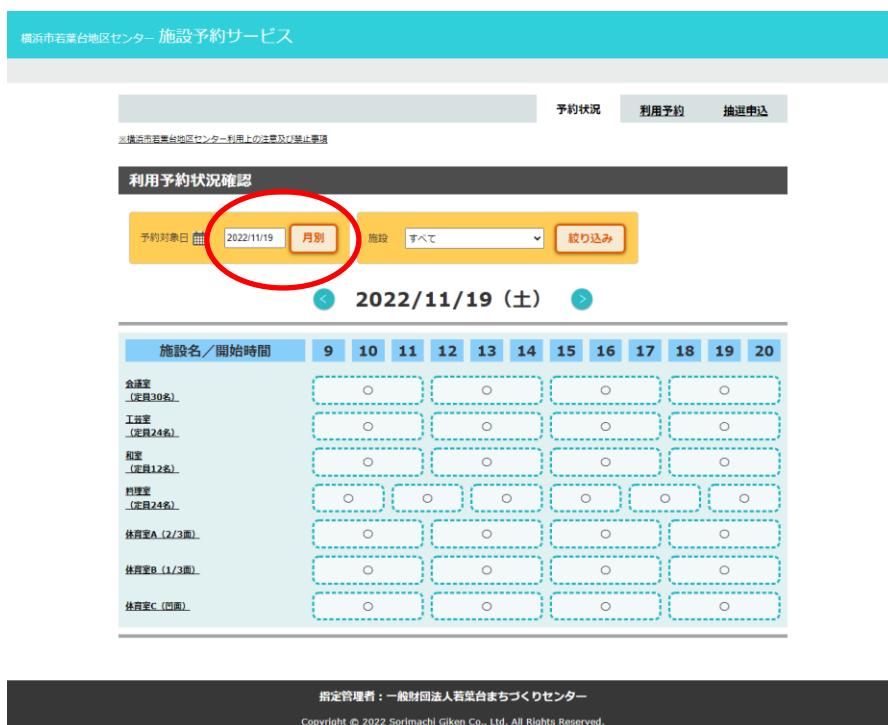 横浜市若葉台地区センター 施設予約サービス
予約状況 利用予約 抽選申込
※横浜市若葉台地区センター利用上の注意及び禁止事項
利用予約状況確認
予約対象日 2022/11/19 月別 施設 すべて 絞り込み
< 2022/11/19（土） >
施設名／開始時間 9 10 11 12 13 14 15 16 17 18 19 20
会議室
（定員30名） ○ ○ ○ ○
工芸室
（定員24名） ○ ○ ○ ○
和室
（定員12名） ○ ○ ○ ○
料理室
（定員24名） ○ ○ ○ ○ ○ ○
体育室A（2/3面） ○ ○ ○ ○
体育室B（1/3面） ○ ○ ○ ○
体育室C（凹面） ○ ○ ○ ○
指定管理者：一般財団法人若葉台まちづくりセンター
Copyright © 2022 Sorimachi Giken Co., Ltd. All Rights Reserved.